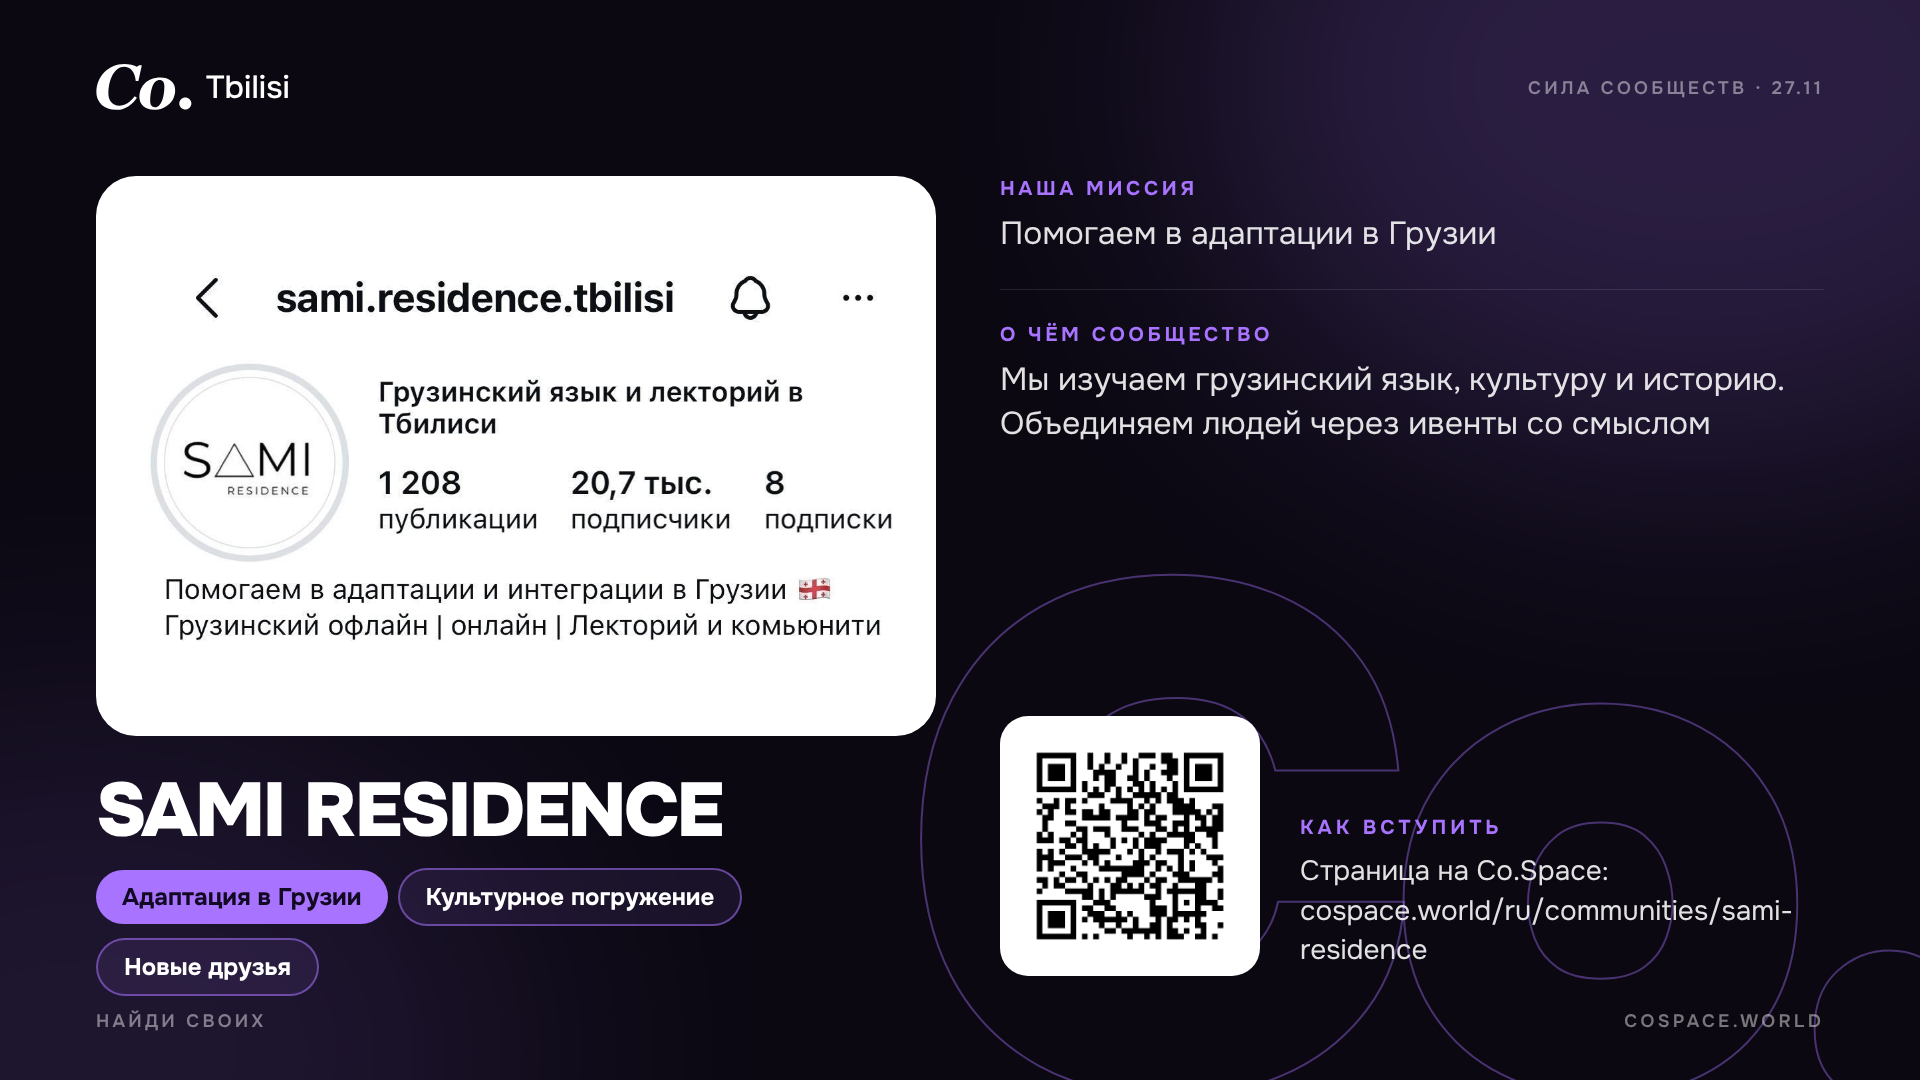 Co. Tbilisi
СИЛА СООБЩЕСТВ · 27.11
sami.residence.tbilisi
SAMI
RESIDENCE
Грузинский язык и лекторий в
Тбилиси
1 208 20,7 тыс. 8
публикации подписчики подписки
Помогаем в адаптации и интеграции в Грузии 🇬🇪
Грузинский офлайн | онлайн | Лекторий и комьюнити
SAMI RESIDENCE
Адаптация в Грузии
Культурное погружение
Новые друзья
НАЙДИ СВОИХ
НАША МИССИЯ
Помогаем в адаптации в Грузии
О ЧЁМ СООБЩЕСТВО
Мы изучаем грузинский язык, культуру и историю.
Объединяем людей через ивенты со смыслом
КАК ВСТУПИТЬ
Страница на Co.Space:
cospace.world/ru/communities/sami-
residence
COSPACE.WORLD